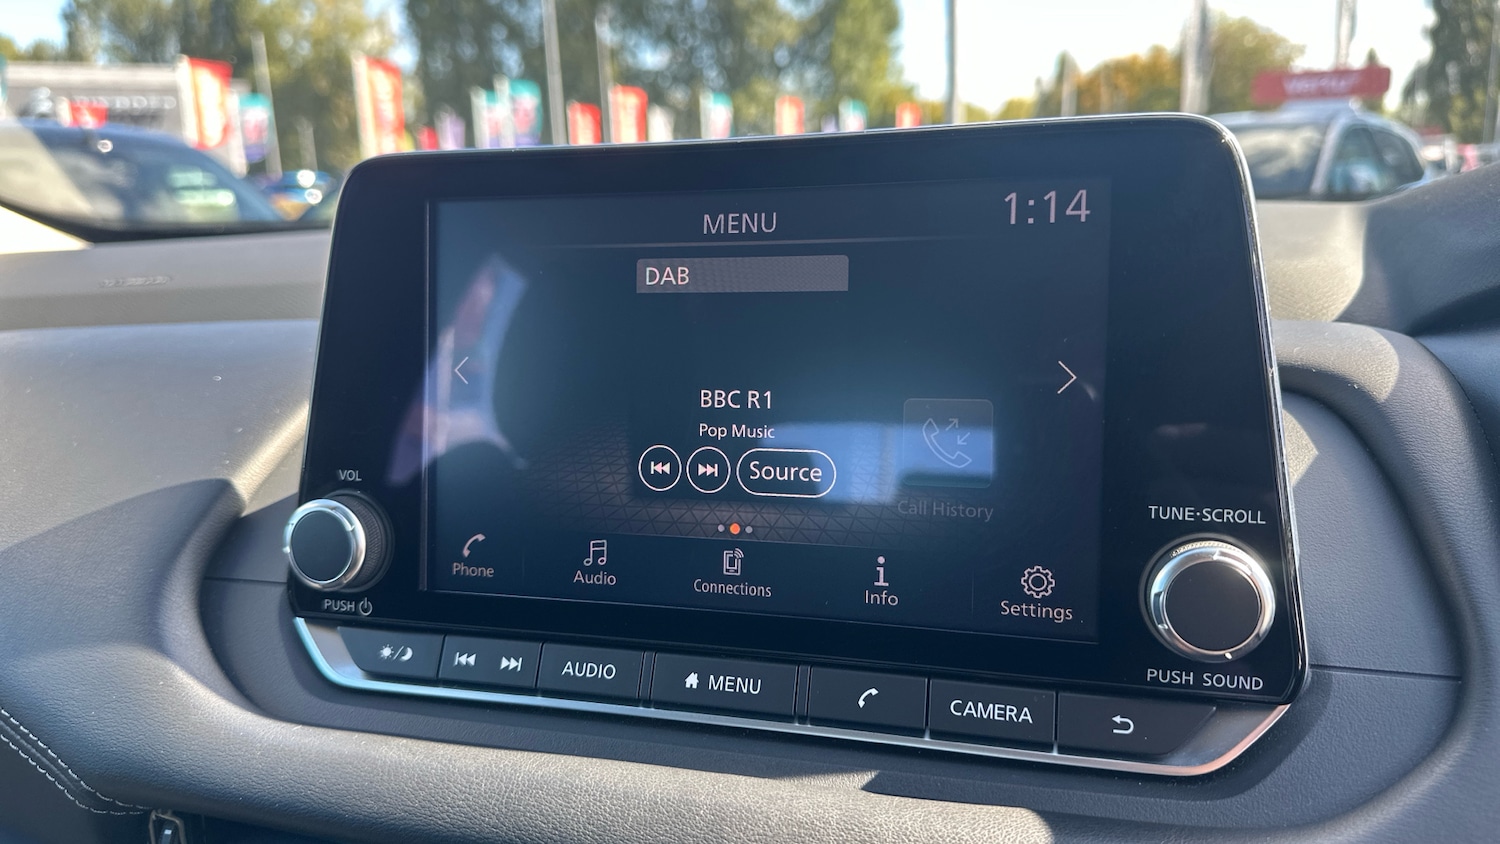 MENU
1:14
DAB
BBC R1
Pop Music
Source
Call History
Phone
Audio
Connections
Info
Settings
VOL
PUSH
TUNE·SCROLL
PUSH SOUND
AUDIO
MENU
CAMERA